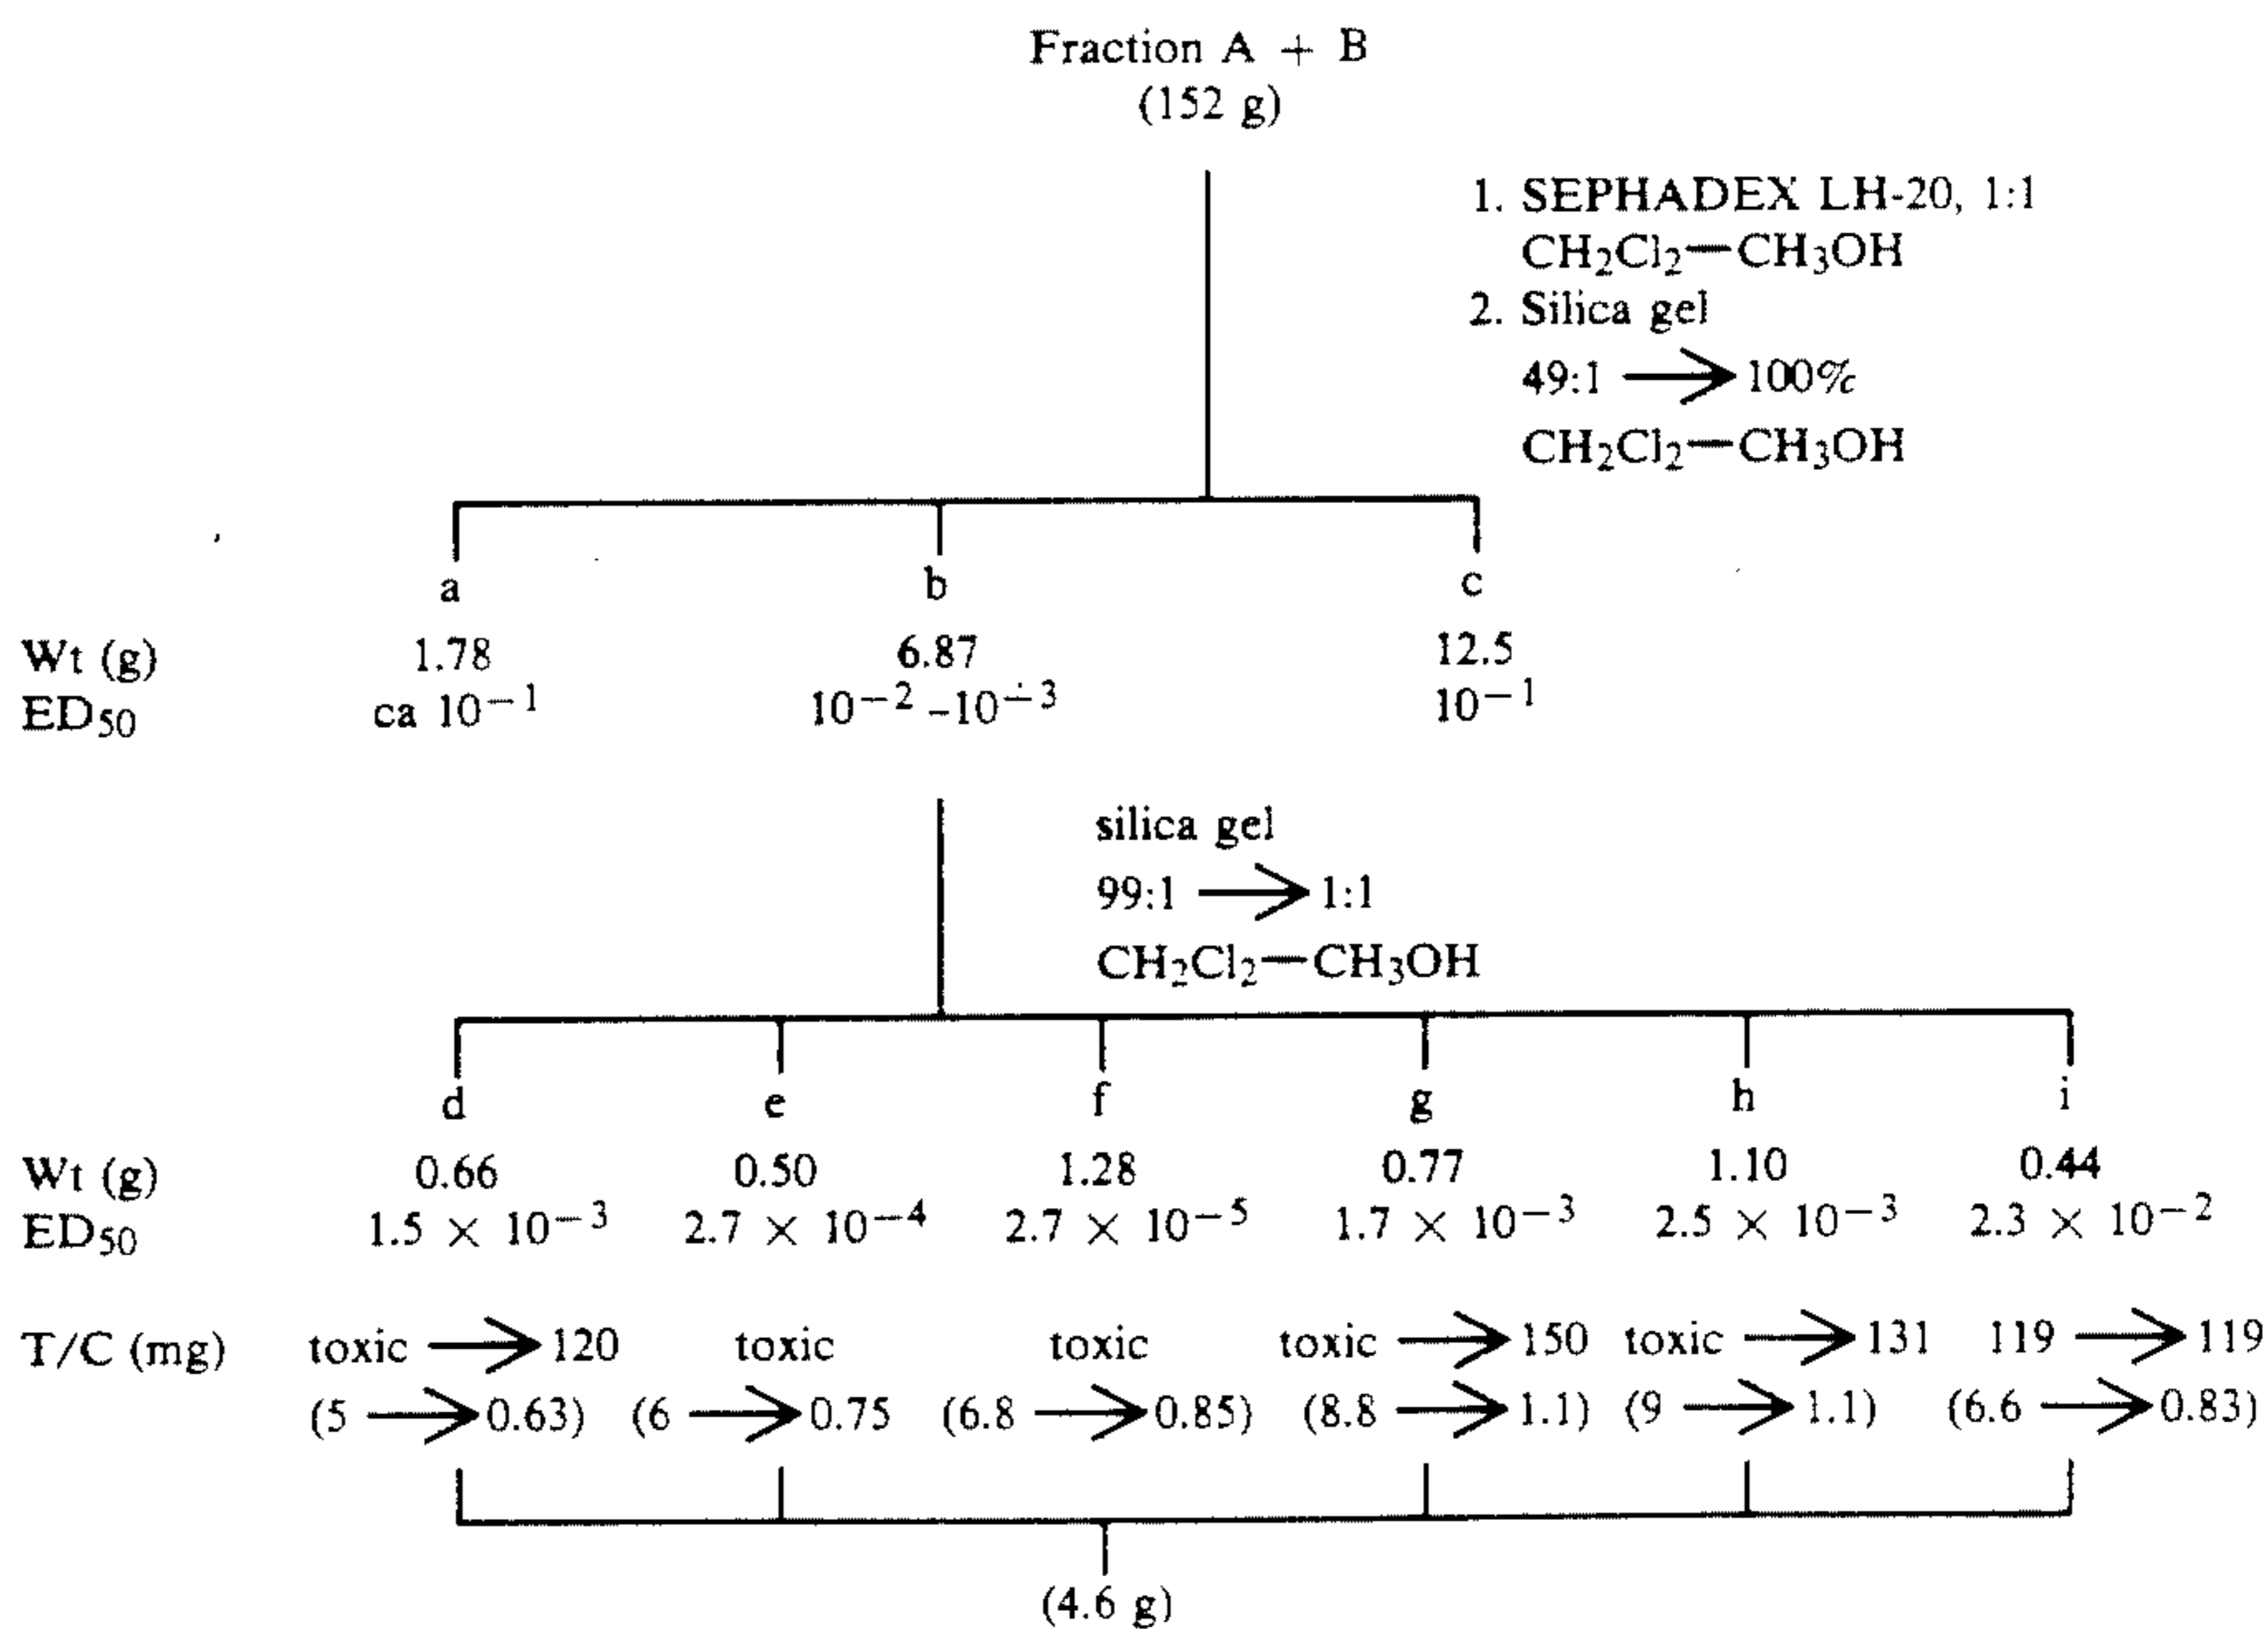 Fraction A + B
(152 g)
1. SEPHADEX LH-20, 1:1
CH₂Cl₂—CH₃OH
2. Silica gel
49:1 → 100%
CH₂Cl₂—CH₃OH
a b c
Wt (g) 1.78 6.87 12.5
ED₅₀ ca 10⁻¹ 10⁻² –10⁻³ 10⁻¹
silica gel
99:1 → 1:1
CH₂Cl₂—CH₃OH
d e f g h i
Wt (g) 0.66 0.50 1.28 0.77 1.10 0.44
ED₅₀ 1.5 × 10⁻³ 2.7 × 10⁻⁴ 2.7 × 10⁻⁵ 1.7 × 10⁻³ 2.5 × 10⁻³ 2.3 × 10⁻²
T/C (mg) toxic → 120 toxic toxic toxic → 150 toxic → 131 119 → 119
(5 → 0.63) (6 → 0.75 (6.8 → 0.85) (8.8 → 1.1) (9 → 1.1) (6.6 → 0.83)
(4.6 g)